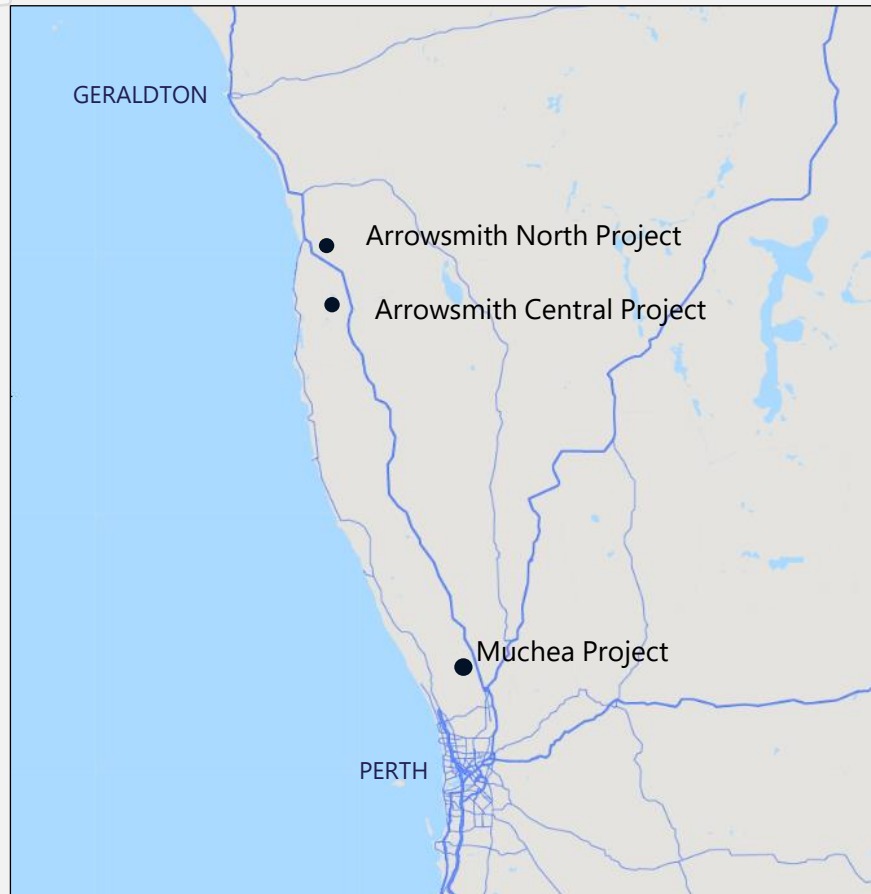 GERALDTON
Arrowsmith North Project
Arrowsmith Central Project
Muchea Project
PERTH